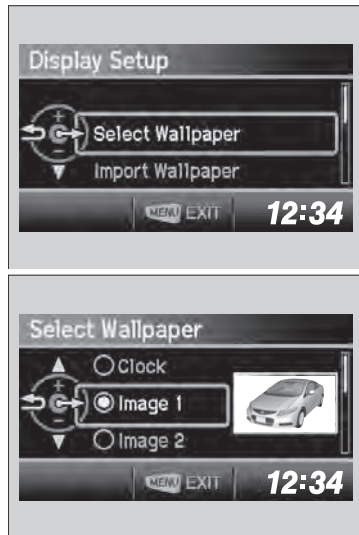 Display Setup
+
Select Wallpaper
–
Import Wallpaper
MENU EXIT
12:34
Select Wallpaper
Clock
+
Image 1
–
Image 2
MENU EXIT
12:34